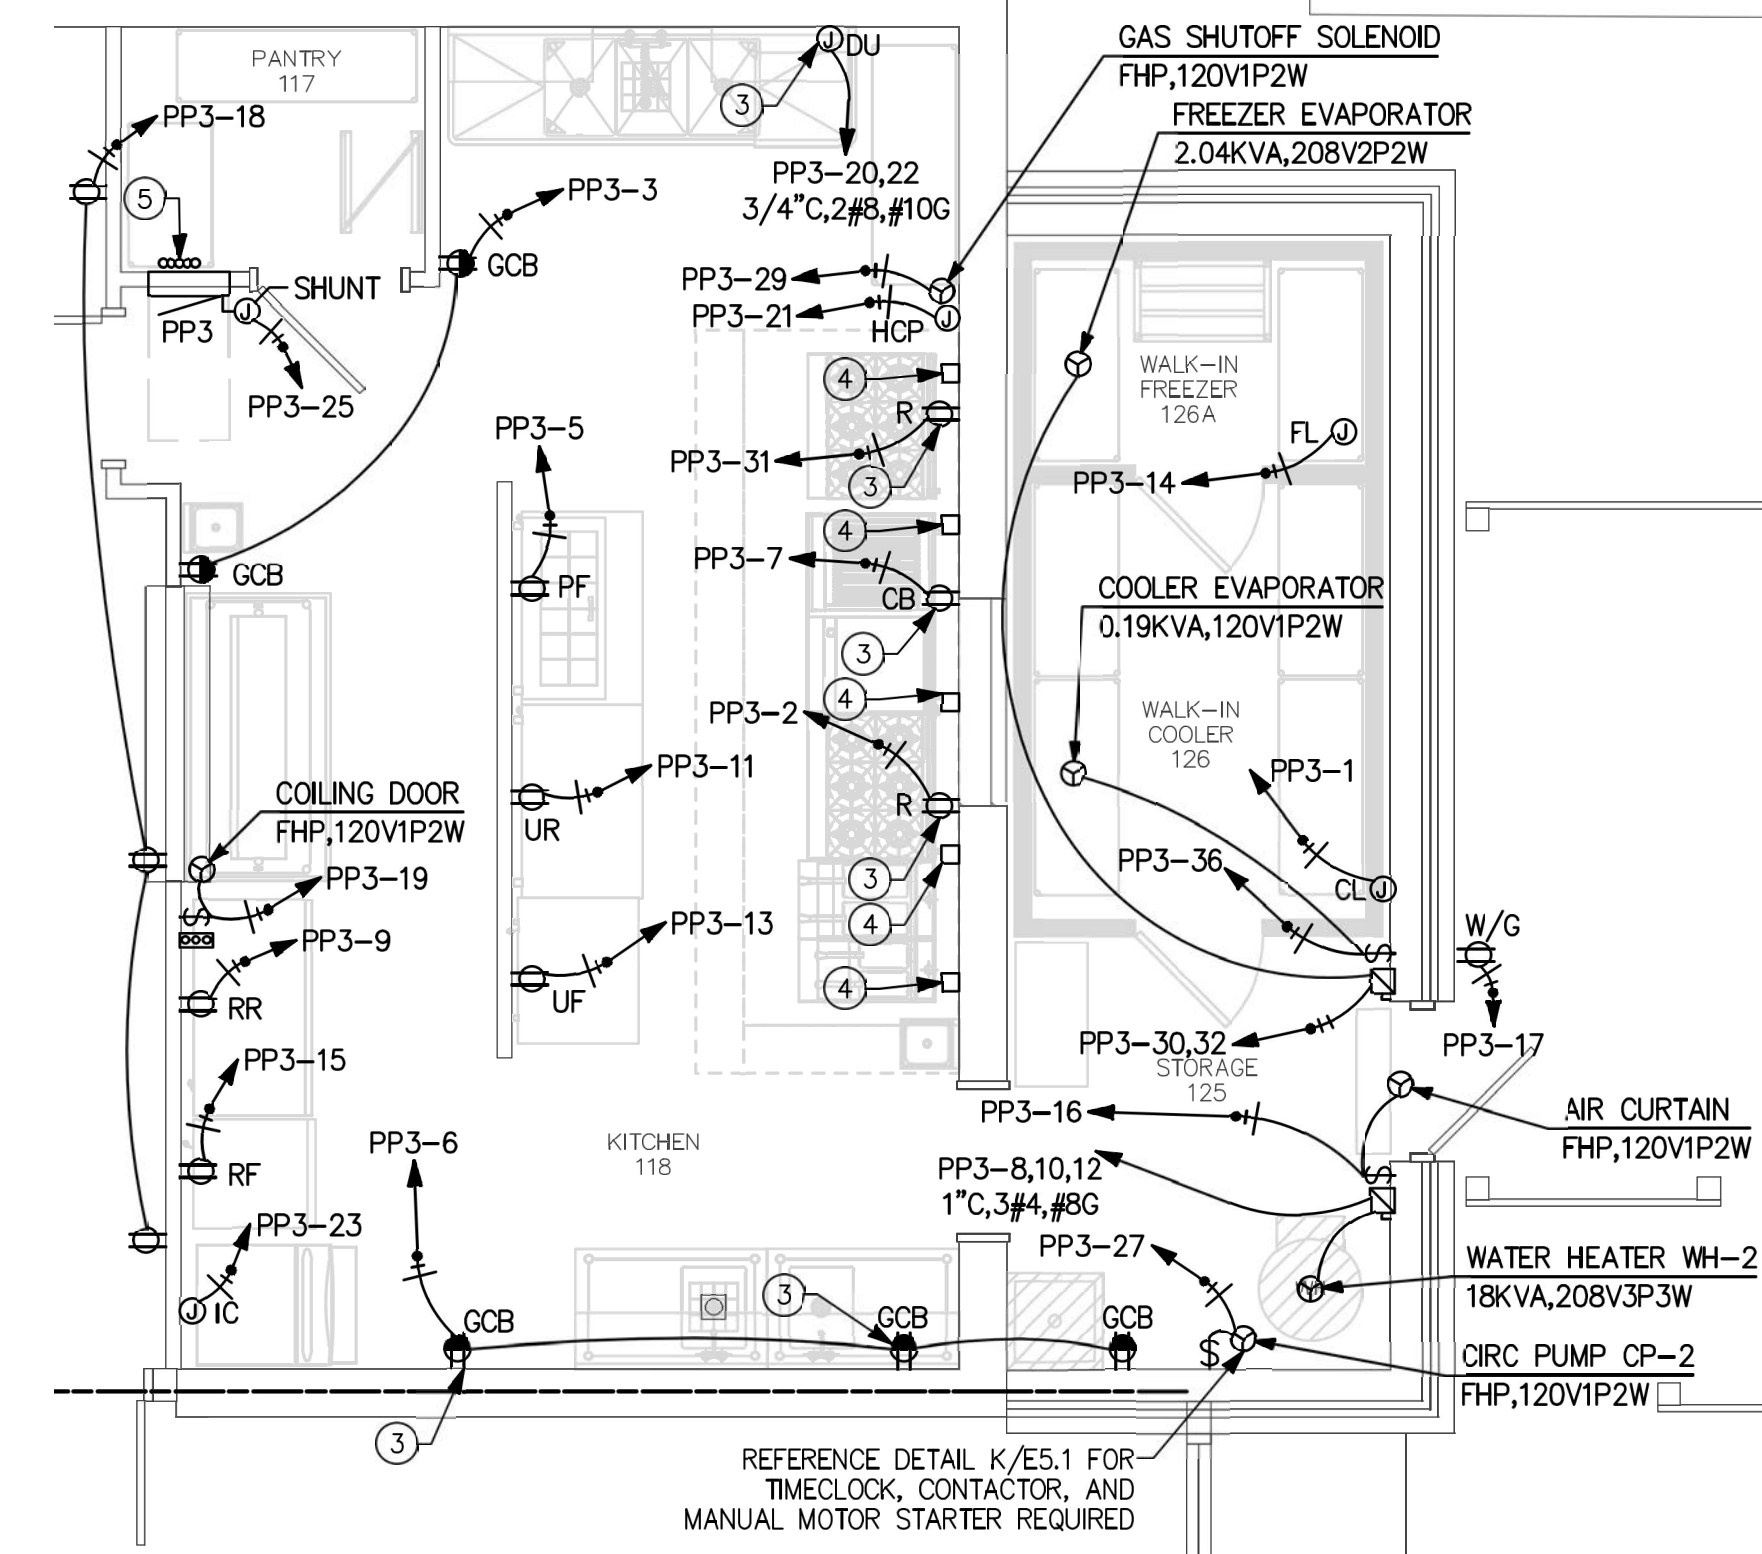 PANTRY
117
PP3-18
5
PP3-3
GCB
SHUNT
J
PP3
PP3-25
J DU
3
PP3-20,22
3/4"C,2#8,#10G
GAS SHUTOFF SOLENOID
FHP,120V1P2W
FREEZER EVAPORATOR
2.04KVA,208V2P2W
PP3-29
PP3-21
HCP
J
4
R
PP3-31
3
4
PP3-7
CB
3
4
PP3-2
R
3
4
4
PP3-5
PF
PP3-11
UR
PP3-13
UF
GCB
COILING DOOR
FHP,120V1P2W
PP3-19
S
PP3-9
RR
PP3-15
RF
PP3-23
J IC
PP3-6
GCB
3
KITCHEN
118
3
GCB
GCB
WALK-IN
FREEZER
126A
FL J
PP3-14
COOLER EVAPORATOR
0.19KVA,120V1P2W
WALK-IN
COOLER
126
PP3-1
PP3-36
CL J
S
W/G
PP3-17
PP3-30,32
STORAGE
125
PP3-16
S
PP3-8,10,12
1"C,3#4,#8G
PP3-27
S
AIR CURTAIN
FHP,120V1P2W
WATER HEATER WH-2
18KVA,208V3P3W
CIRC PUMP CP-2
FHP,120V1P2W
REFERENCE DETAIL K/E5.1 FOR
TIMECLOCK, CONTACTOR, AND
MANUAL MOTOR STARTER REQUIRED